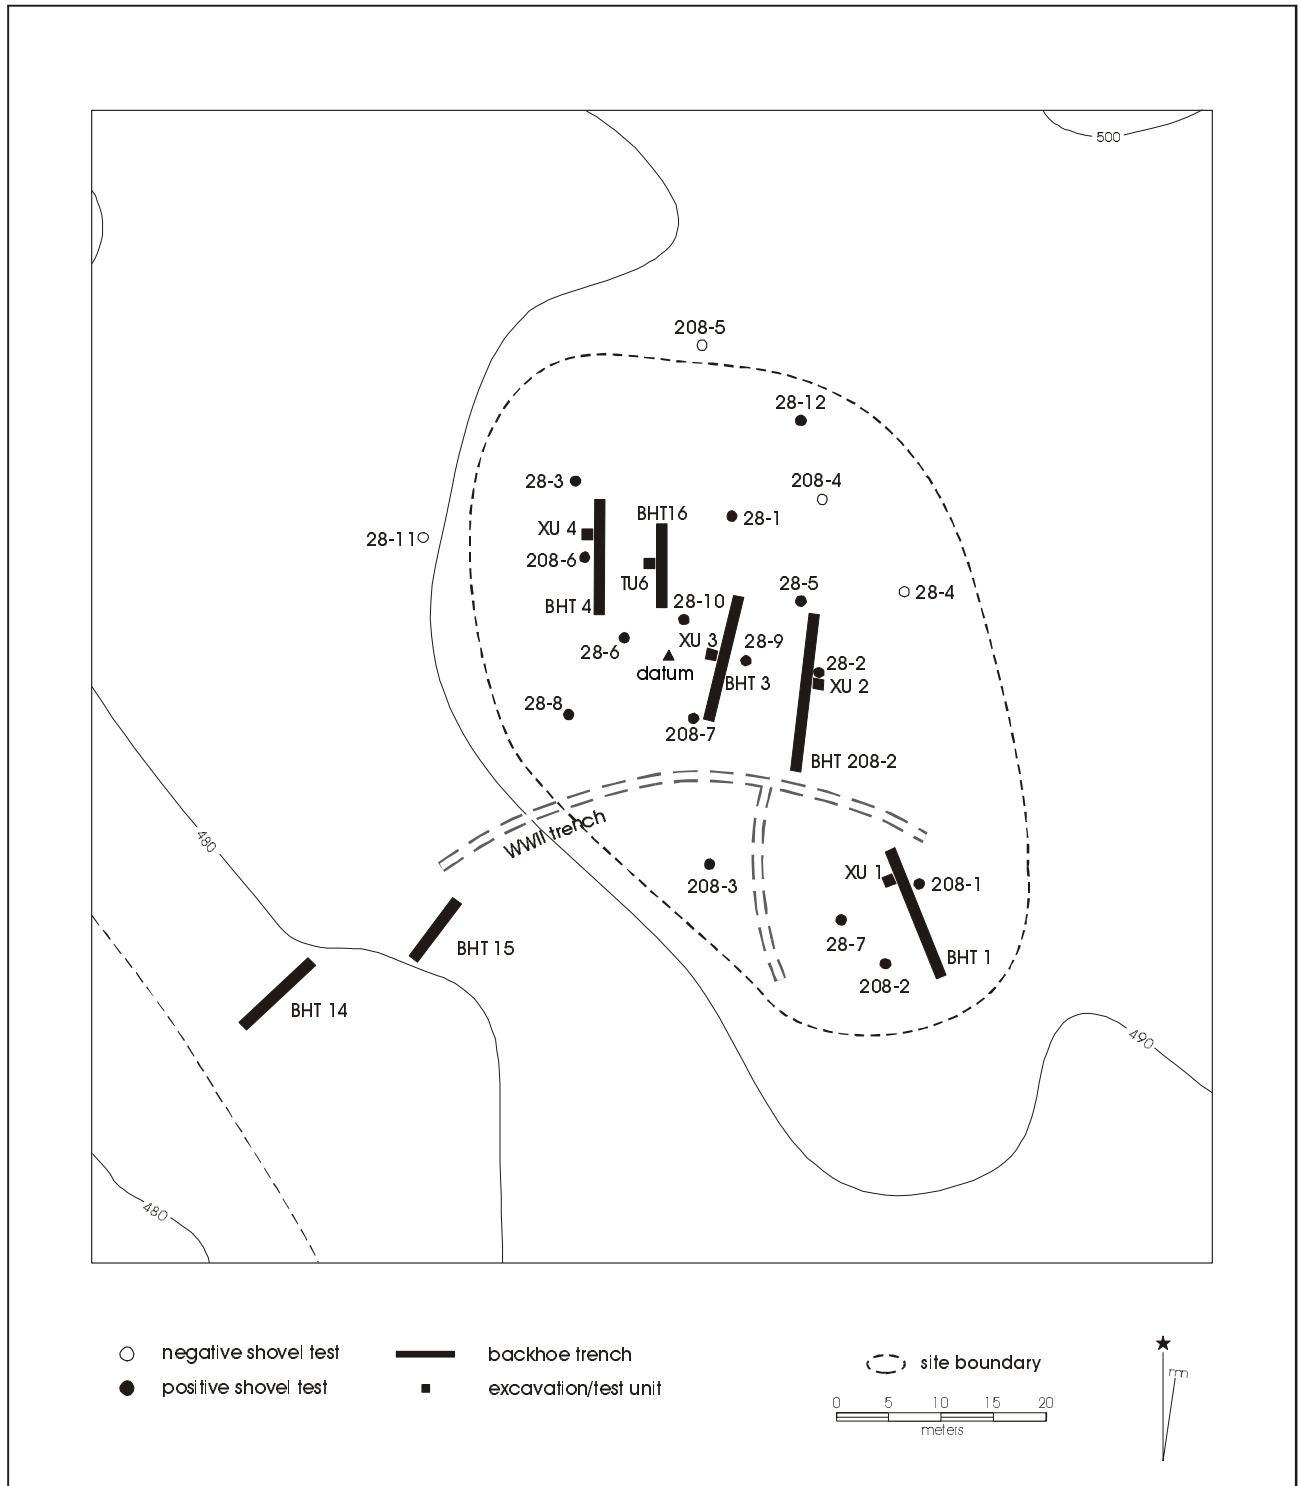 500
208-5
28-12
28-3
208-4
BHT16
28-1
XU 4
28-11
208-6
TU6
28-5
28-4
BHT 4
28-10
XU 3
28-9
28-6
28-2
datum
BHT 3
XU 2
28-8
208-7
BHT 208-2
WWII trench
480
XU 1
208-3
208-1
28-7
BHT 15
BHT 1
208-2
BHT 14
490
480
negative shovel test
backhoe trench
site boundary
positive shovel test
excavation/test unit
0 5 10 15 20
meters